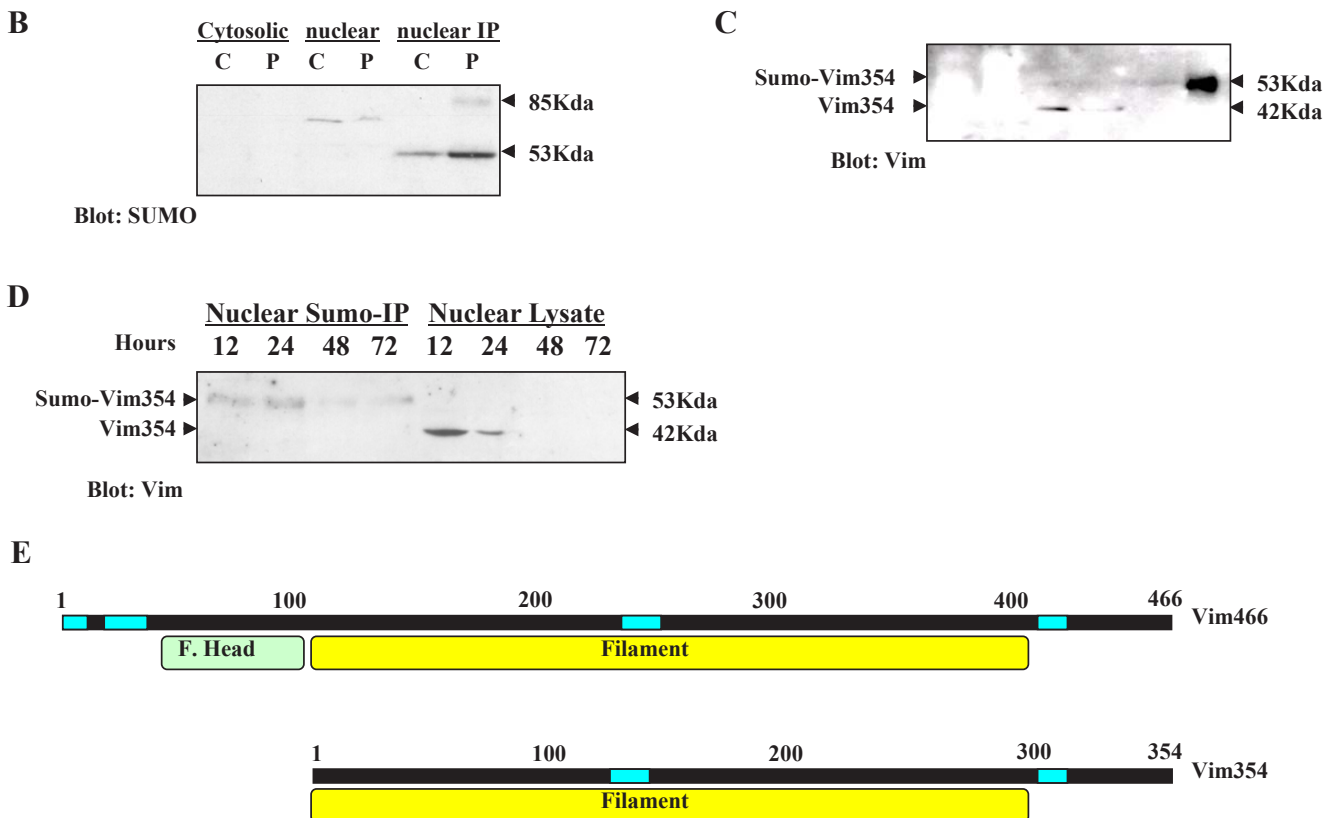 B
Cytosolic nuclear nuclear IP
C P C P C P
85Kda
53Kda
Blot: SUMO
C
Sumo-Vim354 53Kda
Vim354 42Kda
Blot: Vim
D
Nuclear Sumo-IP Nuclear Lysate
Hours 12 24 48 72 12 24 48 72
Sumo-Vim354 53Kda
Vim354 42Kda
Blot: Vim
E
1 100 200 300 400 466
Vim466
F. Head Filament
1 100 200 300 354
Vim354
Filament